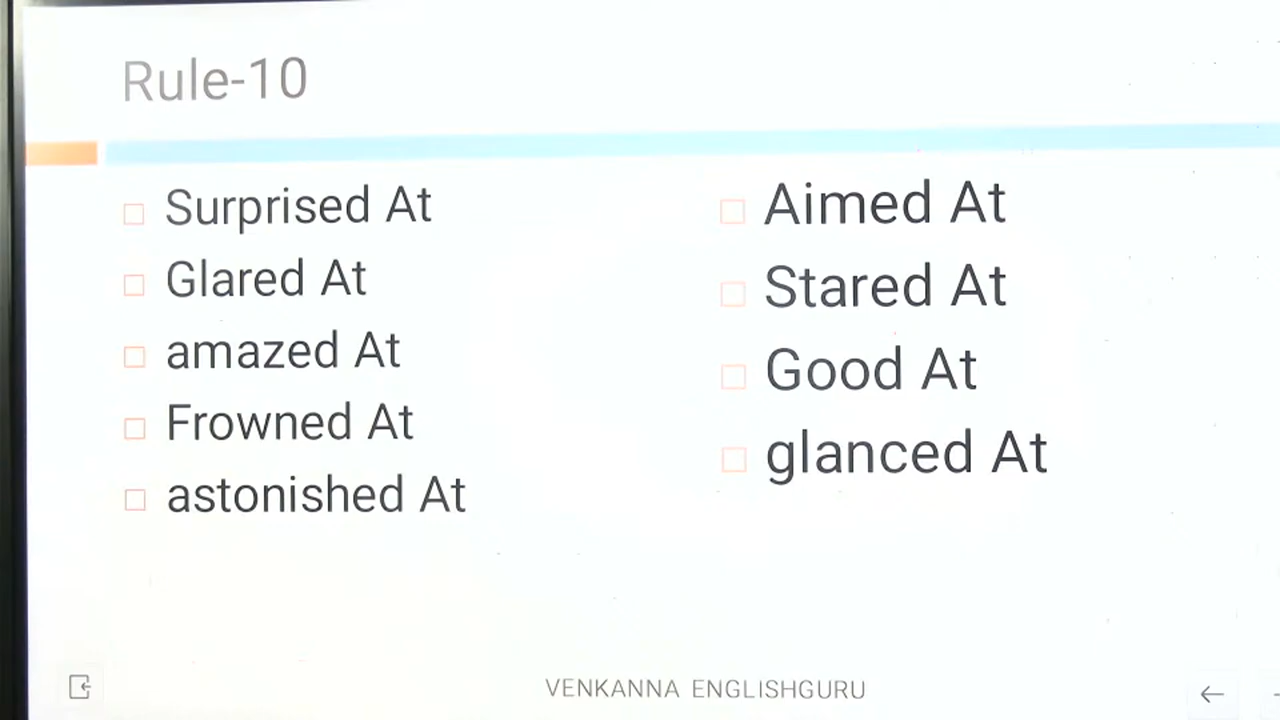 Rule-10
Surprised At
Glared At
amazed At
Frowned At
astonished At
Aimed At
Stared At
Good At
glanced At
VENKANNA ENGLISHGURU